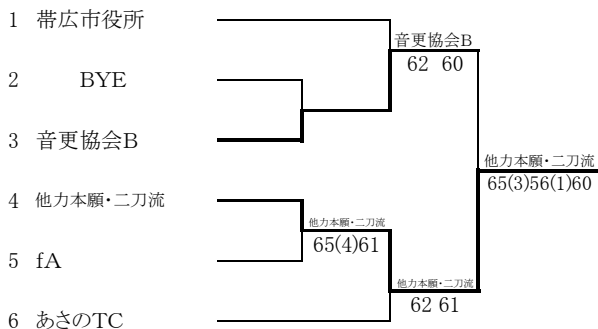 1 帯広市役所
音更協会B
62 60
2 BYE
3 音更協会B
他力本願・二刀流
65(3)56(1)60
4 他力本願・二刀流
他力本願・二刀流
65(4)61
5 fA
他力本願・二刀流
62 61
6 あさのTC